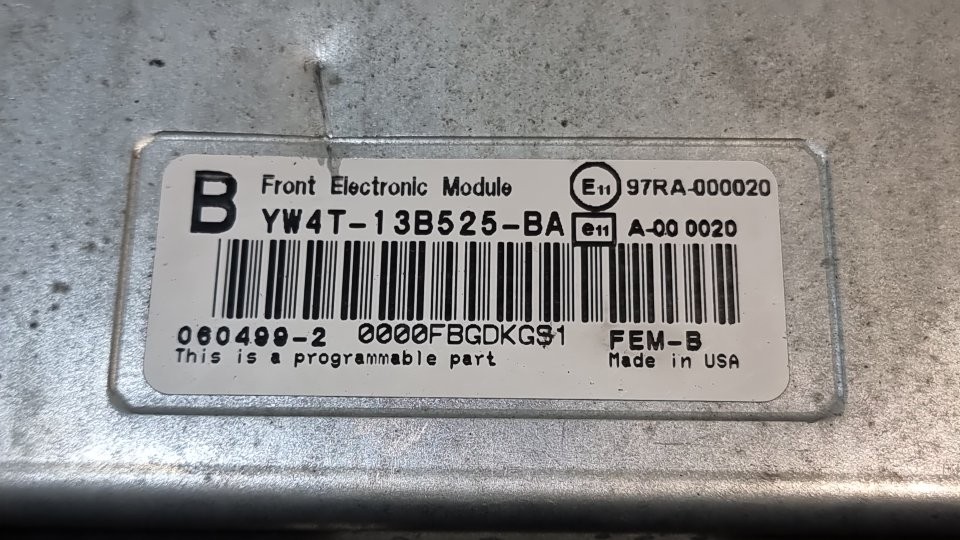 B Front Electronic Module E11 97RA-000020
YW4T-13B525-BA e11 A-00 0020
060499-2 0000FBGDKGS1 FEM-B
This is a programmable part Made in USA